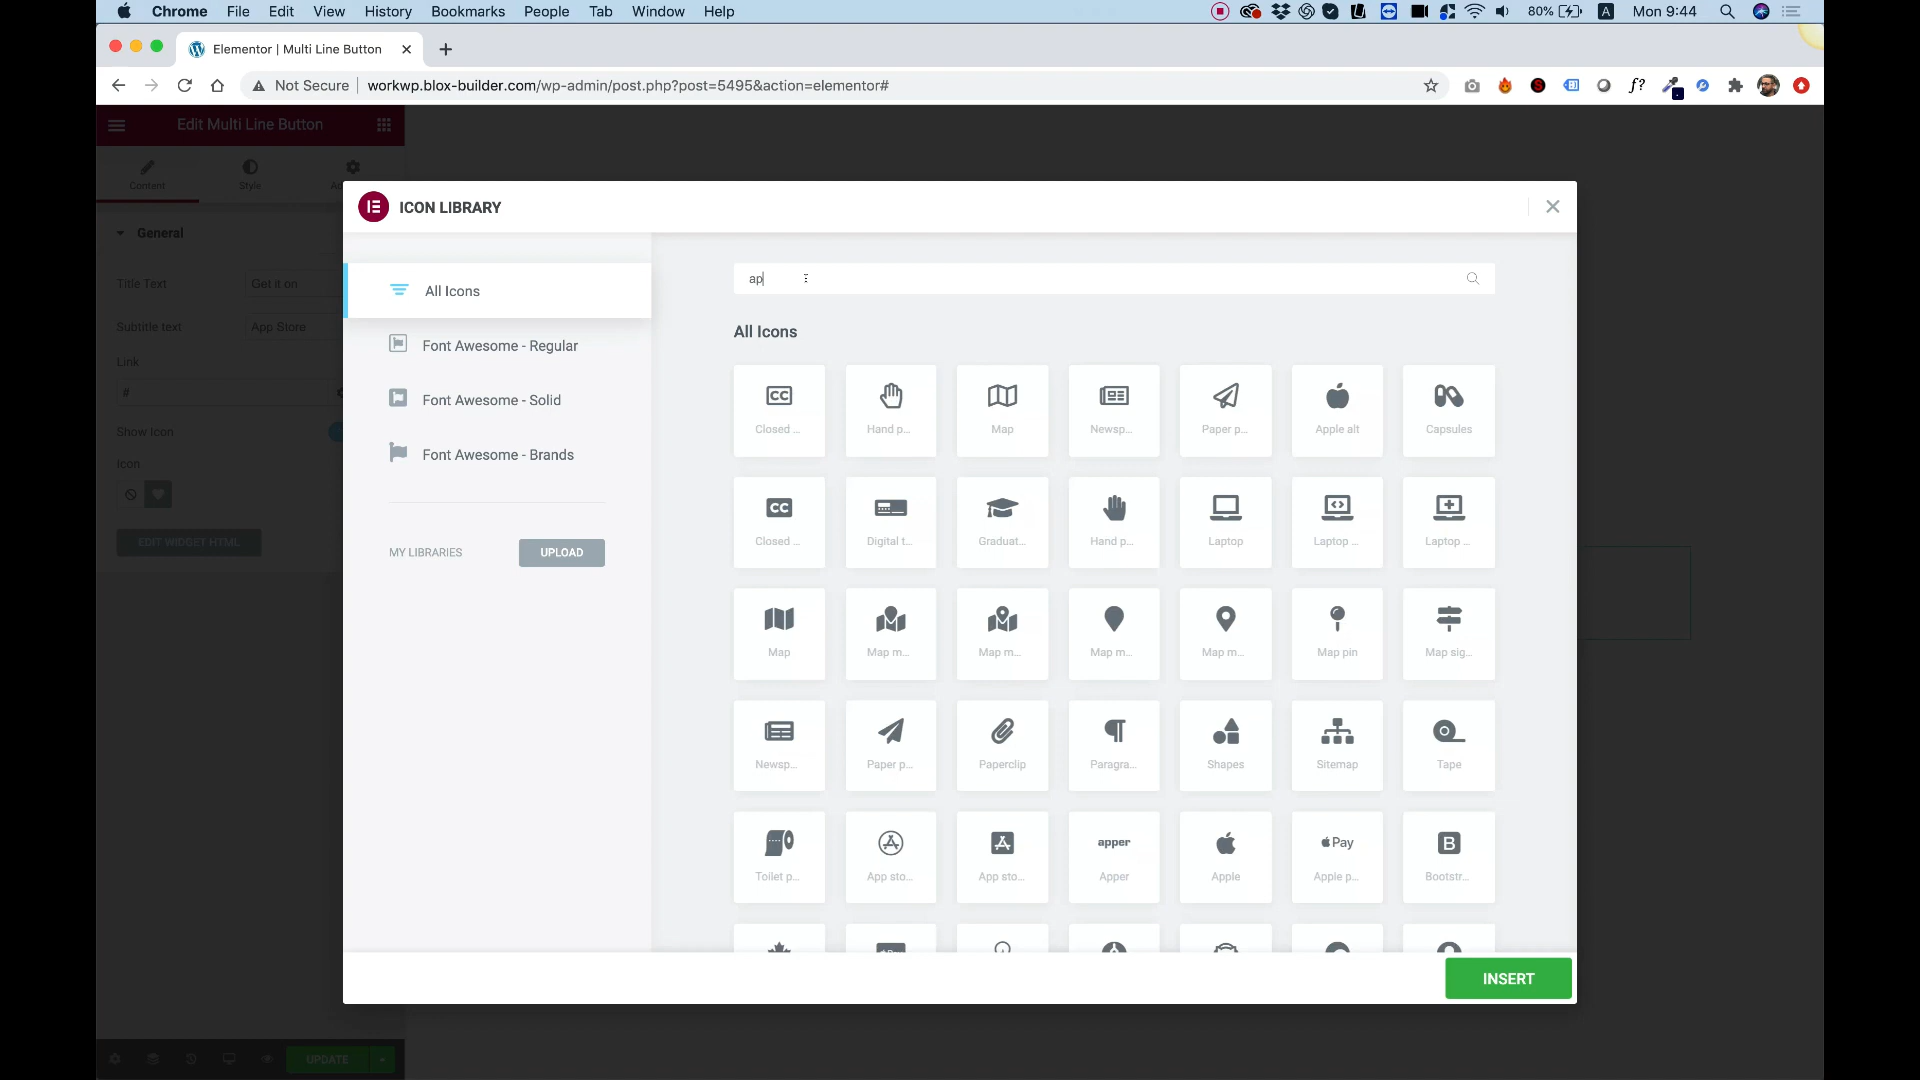 Chrome File Edit View History Bookmarks People Tab Window Help 80% A Mon 9:44
Elementor | Multi Line Button
Not Secure workwp.blox-builder.com/wp-admin/post.php?post=5495&action=elementor#
Edit Multi Line Button
Content Style
General
Title Text Get it on
Subtitle text App Store
Link
#
Show Icon
Icon
EDIT WIDGET HTML
UPDATE
ICON LIBRARY
All Icons
Font Awesome - Regular
Font Awesome - Solid
Font Awesome - Brands
MY LIBRARIES UPLOAD
ap
All Icons
Closed ... Hand p... Map Newsp... Paper p... Apple alt Capsules
Closed ... Digital t... Graduat... Hand p... Laptop Laptop ... Laptop ...
Map Map m... Map m... Map m... Map m... Map pin Map sig...
Newsp... Paper p... Paperclip Paragra... Shapes Sitemap Tape
apper Pay
Toilet p... App sto... App sto... Apper Apple Apple p... Bootstr...
INSERT